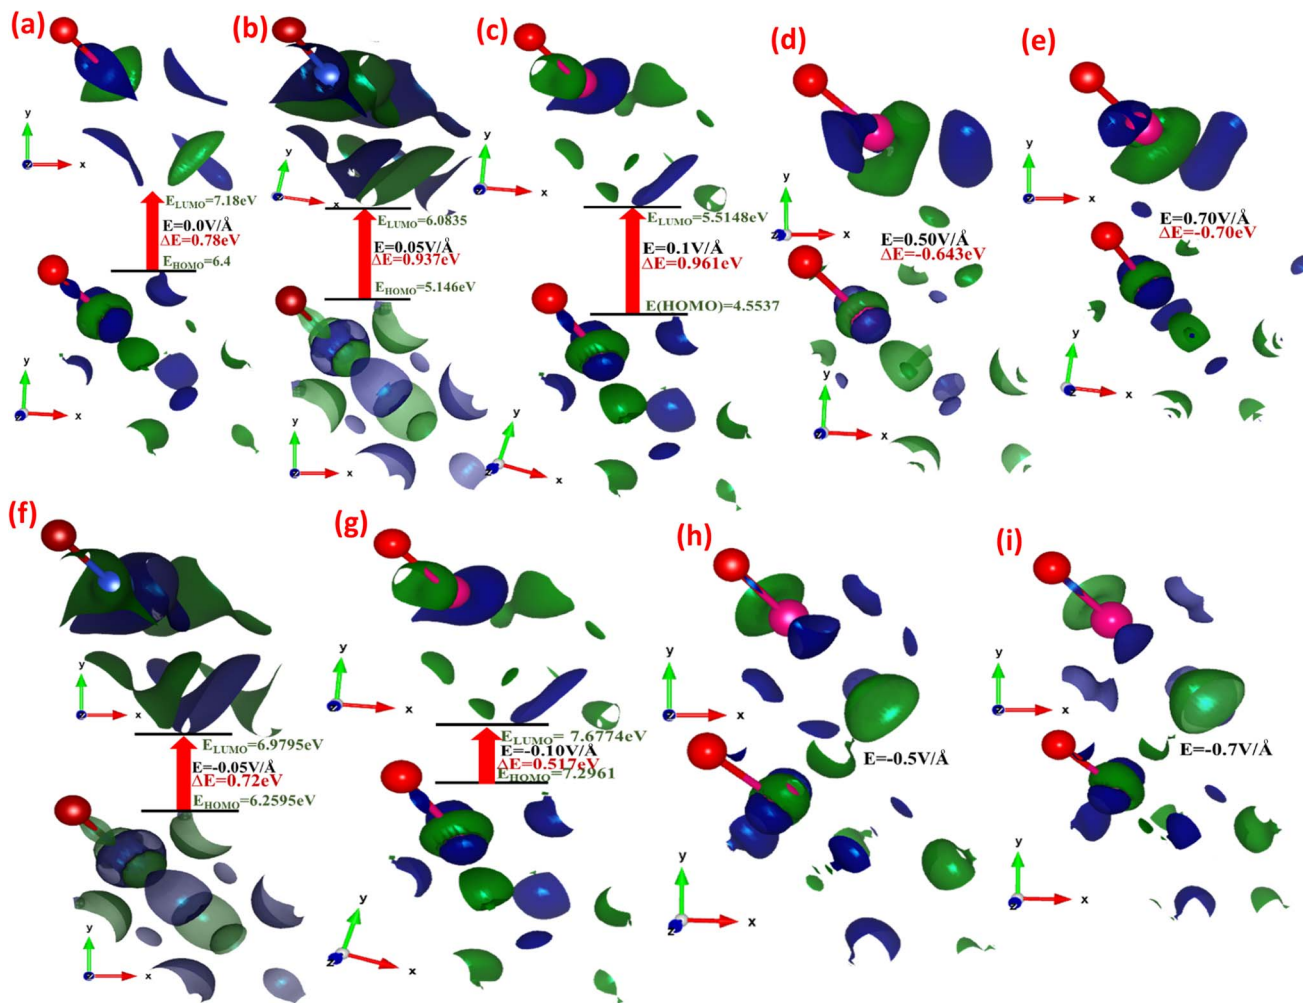 (a)
y
z
x
E_LUMO=7.18eV
E=0.0V/Å
ΔE=0.78eV
E_HOMO=6.4
y
z
x
(b)
y
z
x
E_LUMO=6.0835
E=0.05V/Å
ΔE=0.937eV
E_HOMO=5.146eV
y
z
x
(c)
y
z
x
E_LUMO=5.5148eV
E=0.1V/Å
ΔE=0.961eV
E(HOMO)=4.5537
y
z
x
(d)
y
z
x
E=0.50V/Å
ΔE=-0.643eV
y
z
x
(e)
y
z
x
E=0.70V/Å
ΔE=-0.70eV
y
z
x
(f)
y
z
x
E_LUMO=6.9795eV
E=-0.05V/Å
ΔE=0.72eV
E_HOMO=6.2595eV
y
z
x
(g)
y
z
x
E_LUMO= 7.6774eV
E=-0.10V/Å
ΔE=0.517eV
E_HOMO=7.2961
y
z
x
(h)
y
z
x
E=-0.5V/Å
y
z
x
(i)
y
z
x
E=-0.7V/Å
y
z
x